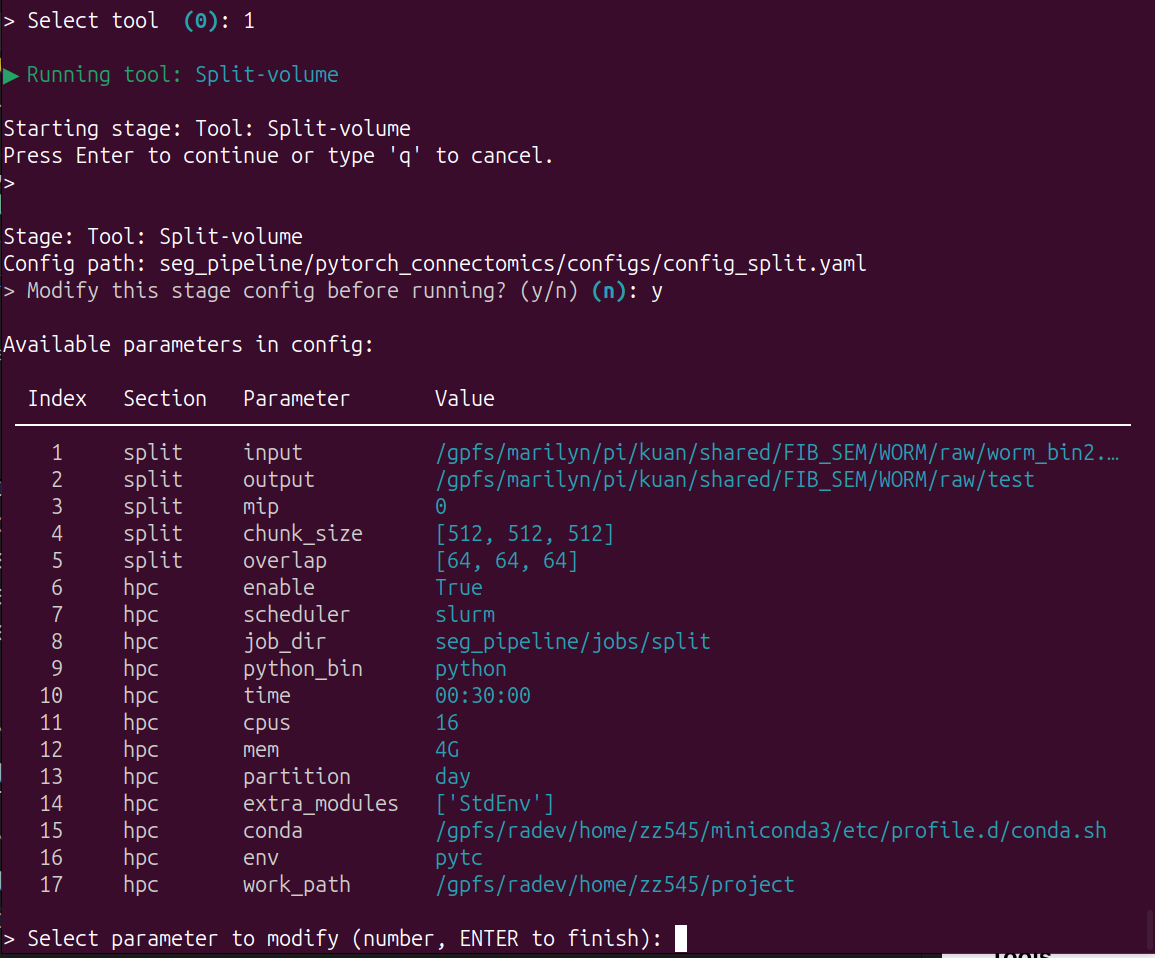 > Select tool (0): 1
▶ Running tool: Split-volume
Starting stage: Tool: Split-volume
Press Enter to continue or type 'q' to cancel.
>
Stage: Tool: Split-volume
Config path: seg_pipeline/pytorch_connectomics/configs/config_split.yaml
> Modify this stage config before running? (y/n) (n): y
Available parameters in config:
Index Section Parameter Value
1 split input /gpfs/marilyn/pi/kuan/shared/FIB_SEM/WORM/raw/worm_bin2.…
2 split output /gpfs/marilyn/pi/kuan/shared/FIB_SEM/WORM/raw/test
3 split mip 0
4 split chunk_size [512, 512, 512]
5 split overlap [64, 64, 64]
6 hpc enable True
7 hpc scheduler slurm
8 hpc job_dir seg_pipeline/jobs/split
9 hpc python_bin python
10 hpc time 00:30:00
11 hpc cpus 16
12 hpc mem 4G
13 hpc partition day
14 hpc extra_modules ['StdEnv']
15 hpc conda /gpfs/radev/home/zz545/miniconda3/etc/profile.d/conda.sh
16 hpc env pytc
17 hpc work_path /gpfs/radev/home/zz545/project
> Select parameter to modify (number, ENTER to finish):